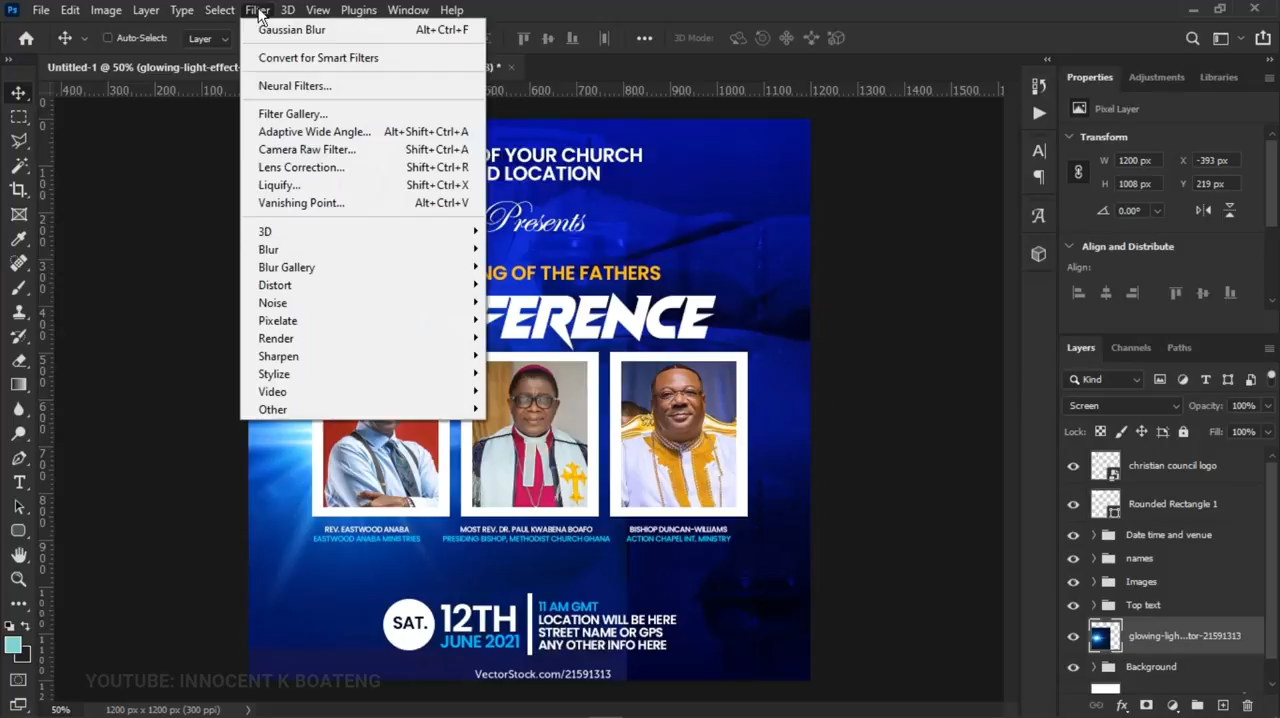 Ps File Edit Image Layer Type Select Filter 3D View Plugins Window Help
Auto-Select: Layer 3D Mode:
Untitled-1 @ 50% (glowing-light-effect- *
400 300 200 100 600 700 800 900 1000 1100 1200 1300 1400 1500
Gaussian Blur Alt+Ctrl+F
Convert for Smart Filters
Neural Filters...
Filter Gallery...
Adaptive Wide Angle... Alt+Shift+Ctrl+A
Camera Raw Filter... Shift+Ctrl+A
Lens Correction... Shift+Ctrl+R
Liquify... Shift+Ctrl+X
Vanishing Point... Alt+Ctrl+V
3D
Blur
Blur Gallery
Distort
Noise
Pixelate
Render
Sharpen
Stylize
Video
Other
OF YOUR CHURCH
LOCATION
Presents
OF THE FATHERS
REV. EASTWOOD ANABA
EASTWOOD ANABA MINISTRIES
MOST REV. DR. PAUL KWABENA BOAFO
PRESIDING BISHOP, METHODIST CHURCH GHANA
BISHIOP DUNCAN-WILLIAMS
ACTION CHAPEL INT. MINISTRY
SAT. 12TH
JUNE 2021
11 AM GMT
LOCATION WILL BE HERE
STREET NAME OR GPS
ANY OTHER INFO HERE
VectorStock.com/21591313
YOUTUBE: INNOCENT K BOATENG
50% 1200 px x 1200 px (300 ppi)
Properties Adjustments Libraries
Pixel Layer
Transform
W 1200 px X -393 px
H 1008 px Y 219 px
0.00°
Align and Distribute
Align:
Layers Channels Paths
Kind
Screen Opacity: 100%
Lock: Fill: 100%
christian council logo
Rounded Rectangle 1
Date time and venue
names
Images
Top text
glowing-ligh...tor-21591313
Background